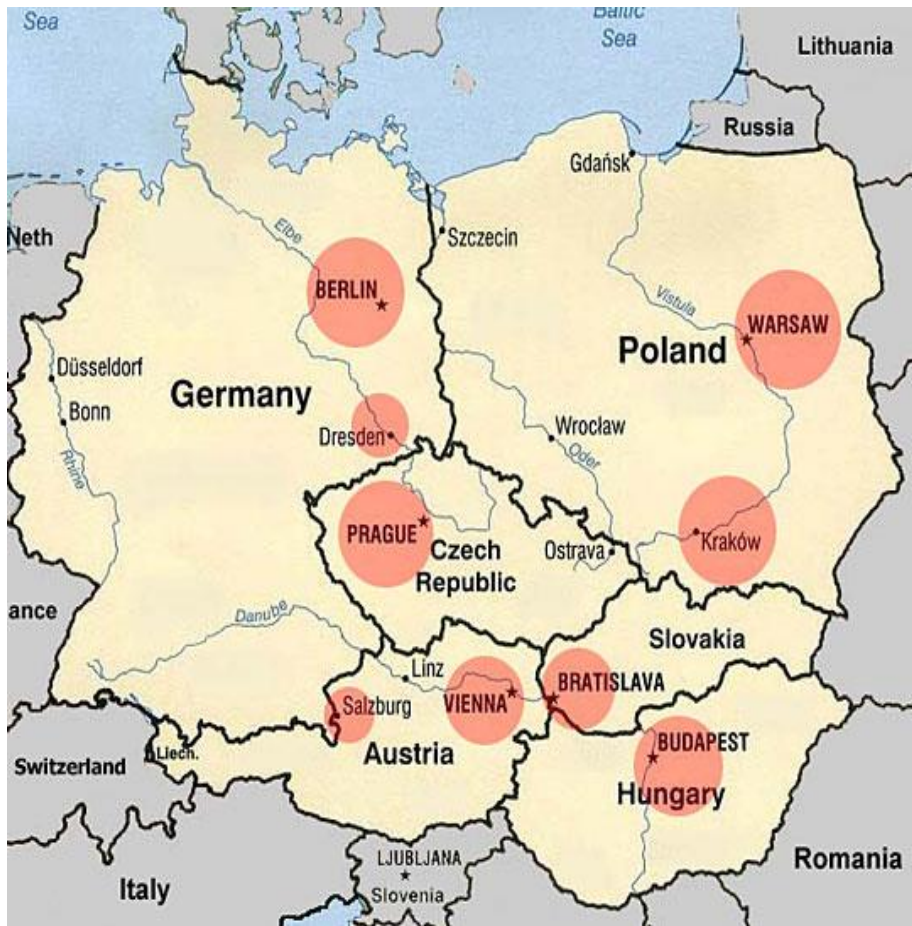 Sea
Baltic
Sea
Lithuania
Russia
Gdańsk
Neth
Elbe
Szczecin
BERLIN
Vistula
WARSAW
Poland
Düsseldorf
Germany
Bonn
Dresden
Wrocław
Rhine
Oder
PRAGUE
Czech
Republic
Ostrava
Kraków
ance
Danube
Slovakia
Linz
BRATISLAVA
VIENNA
Salzburg
BUDAPEST
Austria
Liech.
Switzerland
Hungary
LJUBLJANA
Slovenia
Romania
Italy